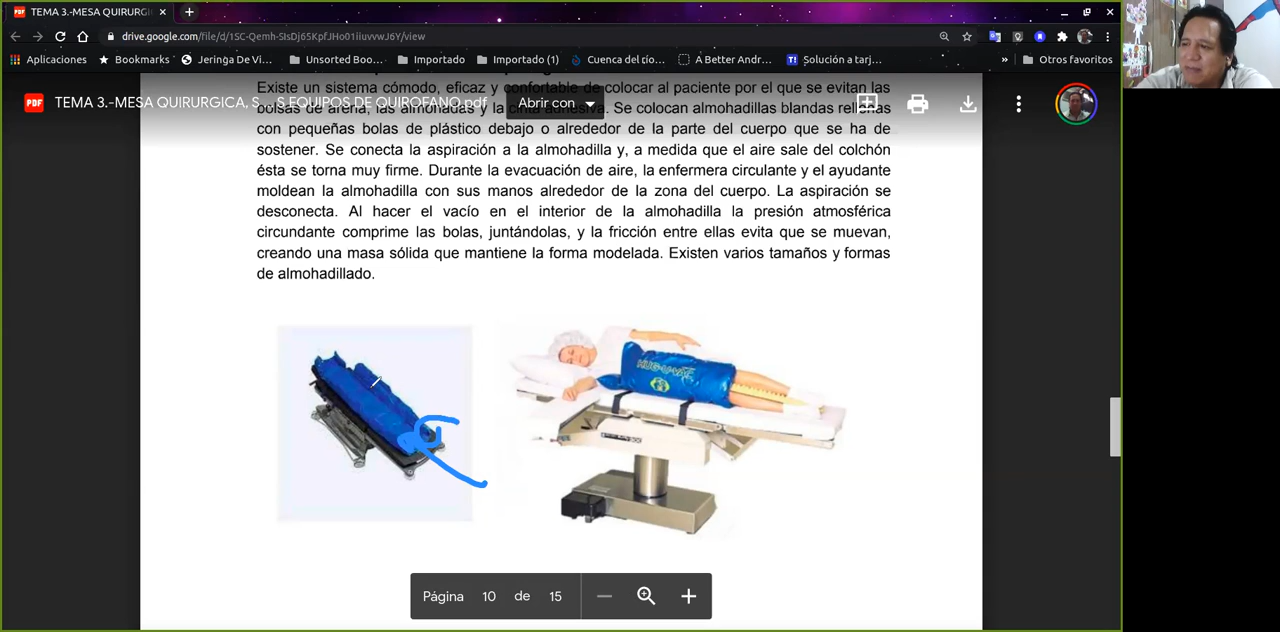 TEMA 3.-MESA QUIRURGI
drive.google.com/file/d/1SC-Qemh-SIsDj65KpfJHo01IiuvvwJ6Y/view
Aplicaciones Bookmarks Jeringa De Vi... Unsorted Boo... Importado Importado (1) Cuenca del cío... A Better Andr... Solución a tarj... » Otros favoritos
Existe un sistema cómodo, eficaz y confortable de colocar al paciente por el que se evitan las
TEMA 3.-MESA QUIRURGICA, S... S EQUIPOS DE QUIROFANO.pdf Abrir con
bolsas de arena, las almohadas y la cinta adhesiva. Se colocan almohadillas blandas rellenas
con pequeñas bolas de plástico debajo o alrededor de la parte del cuerpo que se ha de
sostener. Se conecta la aspiración a la almohadilla y, a medida que el aire sale del colchón
ésta se torna muy firme. Durante la evacuación de aire, la enfermera circulante y el ayudante
moldean la almohadilla con sus manos alrededor de la zona del cuerpo. La aspiración se
desconecta. Al hacer el vacío en el interior de la almohadilla la presión atmosférica
circundante comprime las bolas, juntándolas, y la fricción entre ellas evita que se muevan,
creando una masa sólida que mantiene la forma modelada. Existen varios tamaños y formas
de almohadillado.
HUG-U-VAC
Página 10 de 15